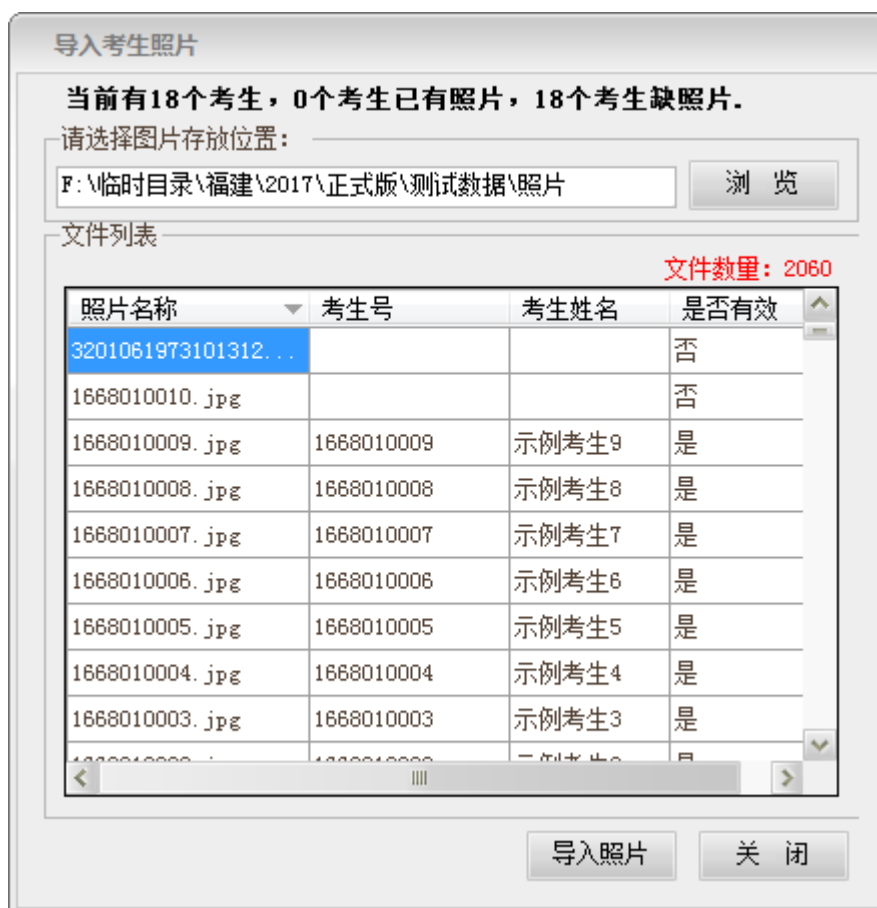 导入考生照片
当前有18个考生，0个考生已有照片，18个考生缺照片.
请选择图片存放位置：
F:\临时目录\福建\2017\正式版\测试数据\照片 浏 览
文件列表
文件数量：2060
照片名称 考生号 考生姓名 是否有效
3201061973101312... 否
1668010010.jpg 否
1668010009.jpg 1668010009 示例考生9 是
1668010008.jpg 1668010008 示例考生8 是
1668010007.jpg 1668010007 示例考生7 是
1668010006.jpg 1668010006 示例考生6 是
1668010005.jpg 1668010005 示例考生5 是
1668010004.jpg 1668010004 示例考生4 是
1668010003.jpg 1668010003 示例考生3 是
导入照片 关 闭